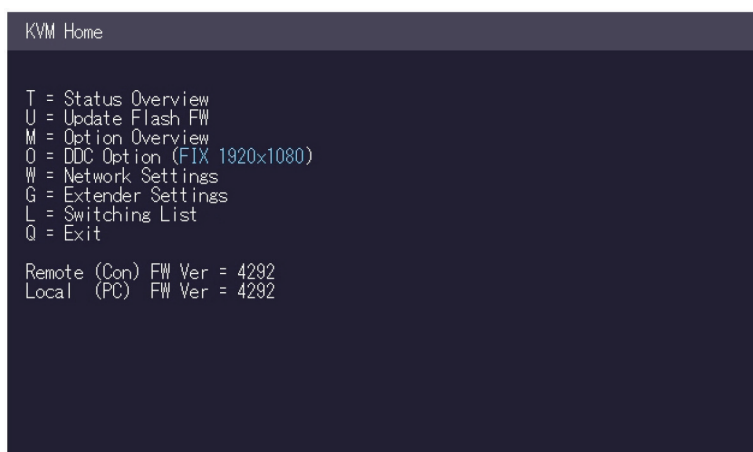 KVM Home
T = Status Overview
U = Update Flash FW
M = Option Overview
O = DDC Option (FIX 1920x1080)
W = Network Settings
G = Extender Settings
L = Switching List
Q = Exit
Remote (Con) FW Ver = 4292
Local (PC) FW Ver = 4292